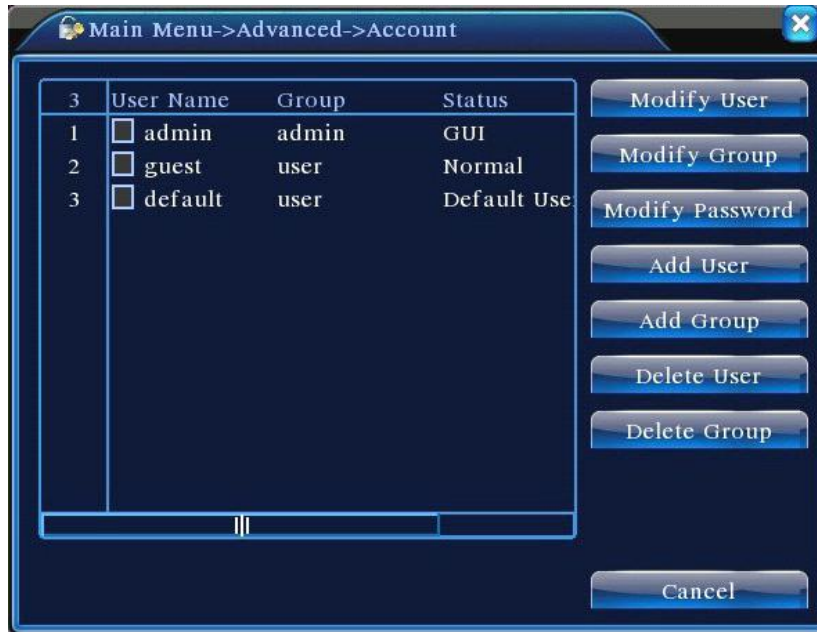 Main Menu->Advanced->Account
3 User Name Group Status
1 admin admin GUI
2 guest user Normal
3 default user Default Use
Modify User
Modify Group
Modify Password
Add User
Add Group
Delete User
Delete Group
Cancel